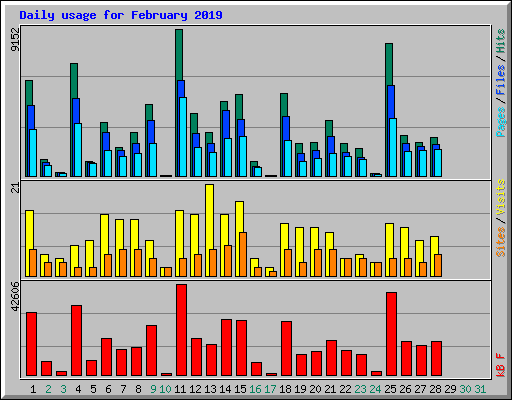 Daily usage for February 2019
9152
Pages / Files / Hits
21
Sites / Visits
42606
kB F
1 2 3 4 5 6 7 8 9 10 11 12 13 14 15 16 17 18 19 20 21 22 23 24 25 26 27 28 29 30 31